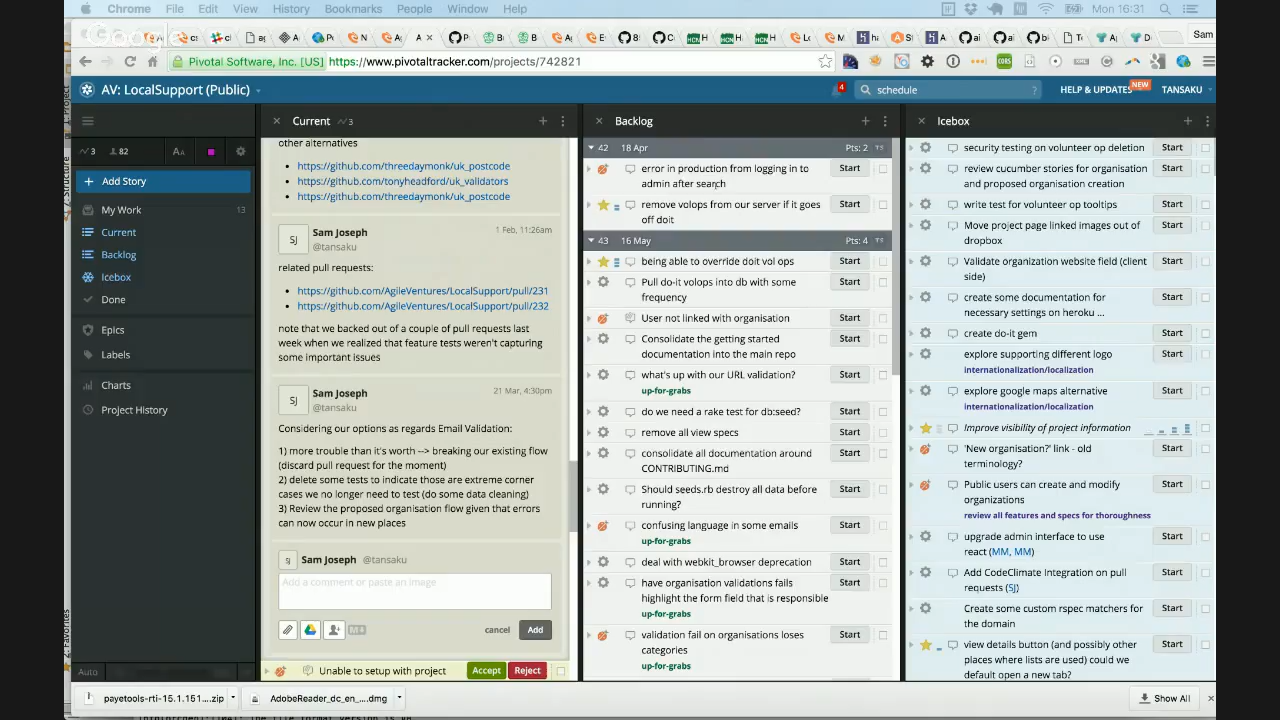 Chrome File Edit View History Bookmarks People Window Help Mon 16:31
Google
Sam
Pivotal Software, Inc. [US] https://www.pivotaltracker.com/projects/742821
AV: LocalSupport (Public) 4 schedule ? HELP & UPDATES NEW TANSAKU
3 82 AA
+ Add Story
My Work 13
Current
Backlog
Icebox
Done
Epics
Labels
Charts
Project History
Auto
Current 3
other alternatives
https://github.com/threedaymonk/uk_postcode
https://github.com/tonyheadford/uk_validators
https://github.com/threedaymonk/uk_postcode
SJ Sam Joseph 1 Feb, 11:26am
@tansaku
related pull requests:
https://github.com/AgileVentures/LocalSupport/pull/231
https://github.com/AgileVentures/LocalSupport/pull/232
note that we backed out of a couple of pull requests last
week when we realized that feature tests weren't capturing
some important issues
SJ Sam Joseph 21 Mar, 4:30pm
@tansaku
Considering our options as regards Email Validation:
1) more trouble than it's worth --> breaking our existing flow
(discard pull request for the moment)
2) delete some tests to indicate those are extreme corner
cases we no longer need to test (do some data cleaning)
3) Review the proposed organisation flow given that errors
can now occur in new places
SJ Sam Joseph @tansaku
Add a comment or paste an image
cancel Add
Unable to setup with project Accept Reject
Backlog
42 18 Apr Pts: 2
error in production from logging in to Start
admin after search
remove volops from our server if it goes Start
off doit
43 16 May Pts: 4
being able to override doit vol ops Start
Pull do-it volops into db with some Start
frequency
User not linked with organisation Start
Consolidate the getting started Start
documentation into the main repo
what's up with our URL validation? Start
up-for-grabs
do we need a rake test for db:seed? Start
remove all view specs Start
consolidate all documentation around Start
CONTRIBUTING.md
Should seeds.rb destroy all data before Start
running?
confusing language in some emails Start
up-for-grabs
deal with webkit_browser deprecation Start
have organisation validations fails Start
highlight the form field that is responsible
up-for-grabs
validation fail on organisations loses Start
categories
up-for-grabs
Icebox
security testing on volunteer op deletion Start
review cucumber stories for organisation Start
and proposed organisation creation
write test for volunteer op tooltips Start
Move project page linked images out of Start
dropbox
Validate organization website field (client Start
side)
create some documentation for Start
necessary settings on heroku ...
create do-it gem Start
explore supporting different logo Start
internationalization/localization
explore google maps alternative Start
internationalization/localization
Improve visibility of project information
'New organisation?' link - old Start
terminology?
Public users can create and modify Start
organizations
review all features and specs for thoroughness
upgrade admin interface to use Start
react (MM, MM)
Add CodeClimate Integration on pull Start
requests (SJ)
Create some custom rspec matchers for Start
the domain
view details button (and possibly other Start
places where lists are used) could we
default open a new tab?
payetools-rti-15.1.151....zip AdobeReader_dc_en_....dmg Show All